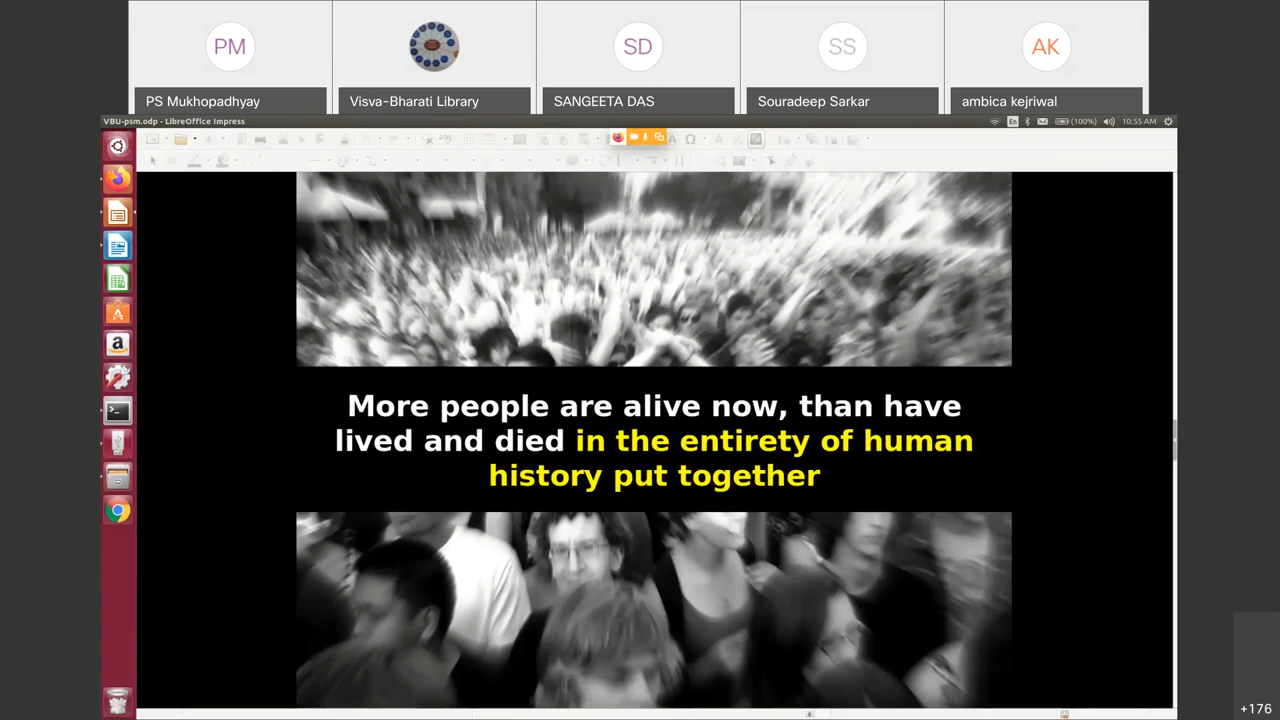 PM
SD
SS
AK
PS Mukhopadhyay
Visva-Bharati Library
SANGEETA DAS
Souradeep Sarkar
ambica kejriwal
VBU-psm.odp - LibreOffice Impress
En
(100%)
10:55 AM
More people are alive now, than have
lived and died in the entirety of human
history put together
+176